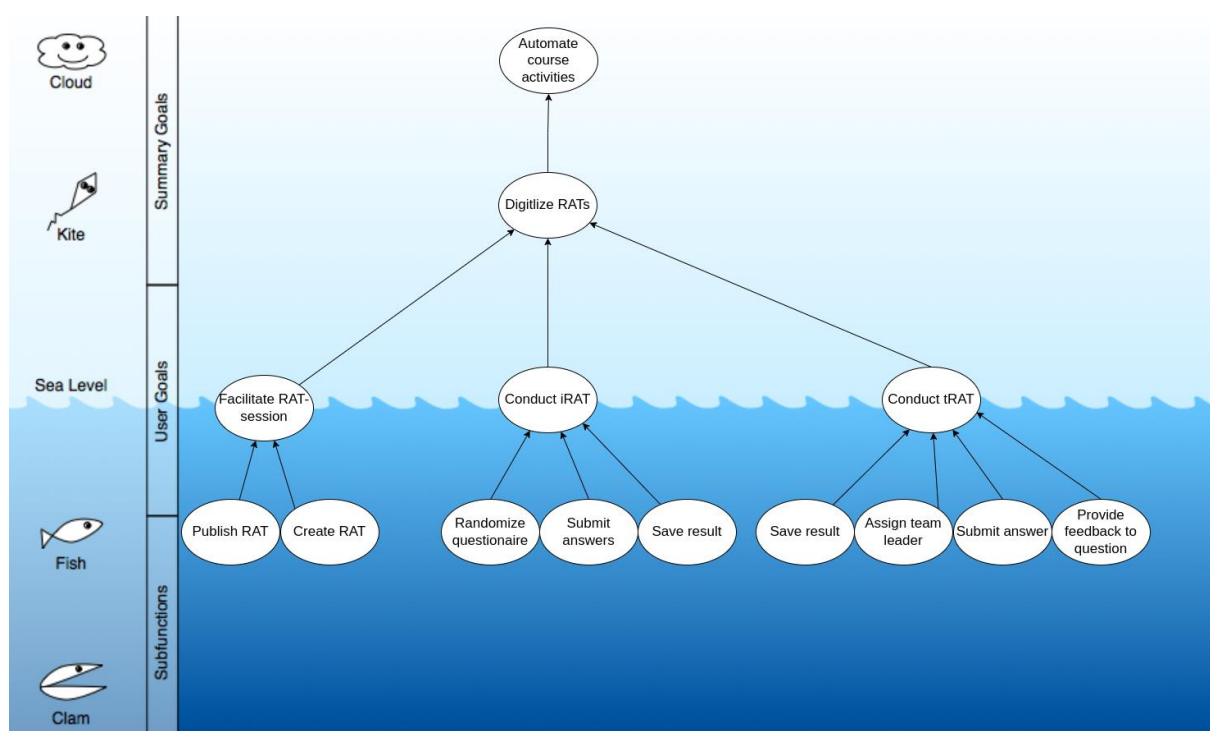 Cloud
Kite
Sea Level
Fish
Clam
Summary Goals
User Goals
Subfunctions
Automate
course
activities
Digitlize RATs
Facilitate RAT-
session
Conduct iRAT
Conduct tRAT
Publish RAT
Create RAT
Randomize
questionaire
Submit
answers
Save result
Save result
Assign team
leader
Submit answer
Provide
feedback to
question